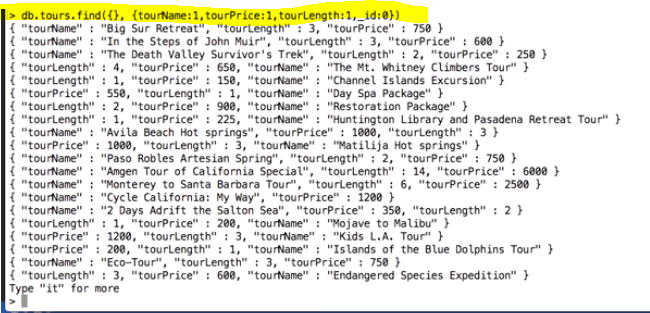 > db.tours.find({}, {tourName:1,tourPrice:1,tourLength:1,_id:0})
{ "tourName" : "Big Sur Retreat", "tourLength" : 3, "tourPrice" : 750 }
{ "tourName" : "In the Steps of John Muir", "tourLength" : 3, "tourPrice" : 600 }
{ "tourName" : "The Death Valley Survivor's Trek", "tourLength" : 2, "tourPrice" : 250 }
{ "tourLength" : 4, "tourPrice" : 650, "tourName" : "The Mt. Whitney Climbers Tour" }
{ "tourLength" : 1, "tourPrice" : 150, "tourName" : "Channel Islands Excursion" }
{ "tourPrice" : 550, "tourLength" : 1, "tourName" : "Day Spa Package" }
{ "tourLength" : 2, "tourPrice" : 900, "tourName" : "Restoration Package" }
{ "tourLength" : 1, "tourPrice" : 225, "tourName" : "Huntington Library and Pasadena Retreat Tour" }
{ "tourName" : "Avila Beach Hot springs", "tourPrice" : 1000, "tourLength" : 3 }
{ "tourPrice" : 1000, "tourLength" : 3, "tourName" : "Matilija Hot springs" }
{ "tourName" : "Paso Robles Artesian Spring", "tourLength" : 2, "tourPrice" : 750 }
{ "tourName" : "Amgen Tour of California Special", "tourLength" : 14, "tourPrice" : 6000 }
{ "tourName" : "Monterey to Santa Barbara Tour", "tourLength" : 6, "tourPrice" : 2500 }
{ "tourName" : "Cycle California: My Way", "tourPrice" : 1200 }
{ "tourName" : "2 Days Adrift the Salton Sea", "tourPrice" : 350, "tourLength" : 2 }
{ "tourLength" : 1, "tourPrice" : 200, "tourName" : "Mojave to Malibu" }
{ "tourPrice" : 1200, "tourLength" : 3, "tourName" : "Kids L.A. Tour" }
{ "tourPrice" : 200, "tourLength" : 1, "tourName" : "Islands of the Blue Dolphins Tour" }
{ "tourName" : "Eco-Tour", "tourLength" : 3, "tourPrice" : 750 }
{ "tourLength" : 3, "tourPrice" : 600, "tourName" : "Endangered Species Expedition" }
Type "it" for more
>